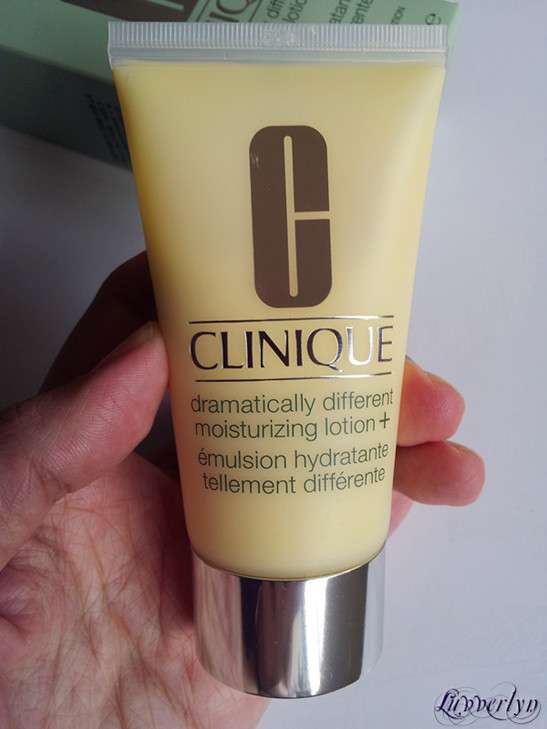 C
CLINIQUE
dramatically different
moisturizing lotion+
émulsion hydratante
tellement différente
Luvverlyn